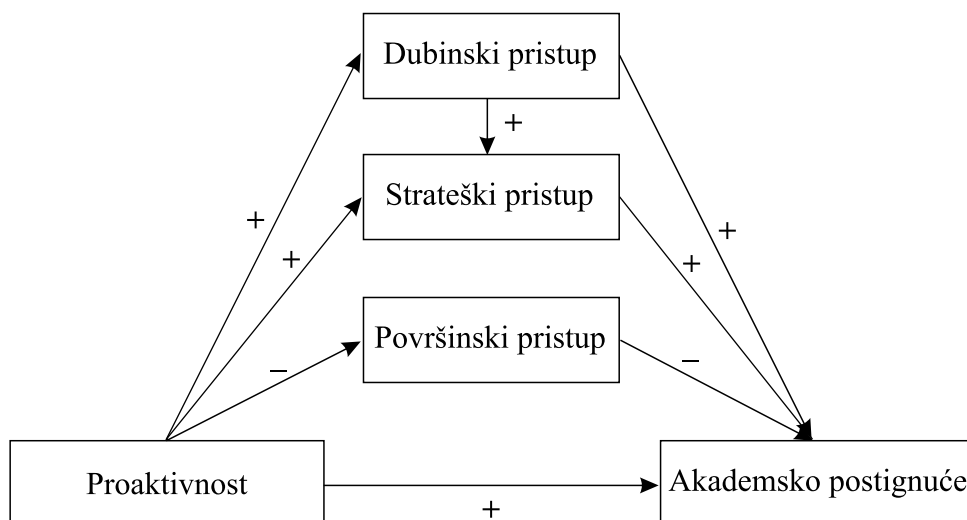 Dubinski pristup
+
Strateški pristup
+
+
+
+
Površinski pristup
−
−
Proaktivnost
Akademsko postignuće
+